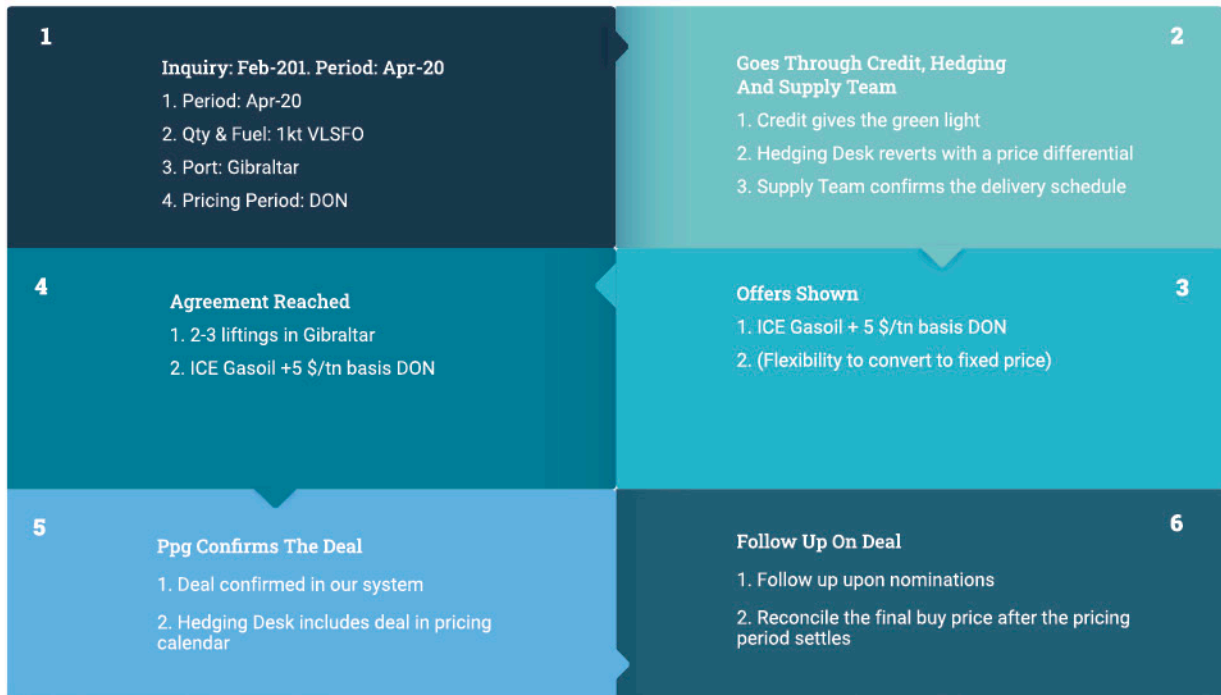 1
Inquiry: Feb-201. Period: Apr-20
1. Period: Apr-20
2. Qty & Fuel: 1kt VLSFO
3. Port: Gibraltar
4. Pricing Period: DON
2
Goes Through Credit, Hedging
And Supply Team
1. Credit gives the green light
2. Hedging Desk reverts with a price differential
3. Supply Team confirms the delivery schedule
3
Offers Shown
1. ICE Gasoil + 5 $/tn basis DON
2. (Flexibility to convert to fixed price)
4
Agreement Reached
1. 2-3 liftings in Gibraltar
2. ICE Gasoil +5 $/tn basis DON
5
Ppg Confirms The Deal
1. Deal confirmed in our system
2. Hedging Desk includes deal in pricing
calendar
6
Follow Up On Deal
1. Follow up upon nominations
2. Reconcile the final buy price after the pricing
period settles